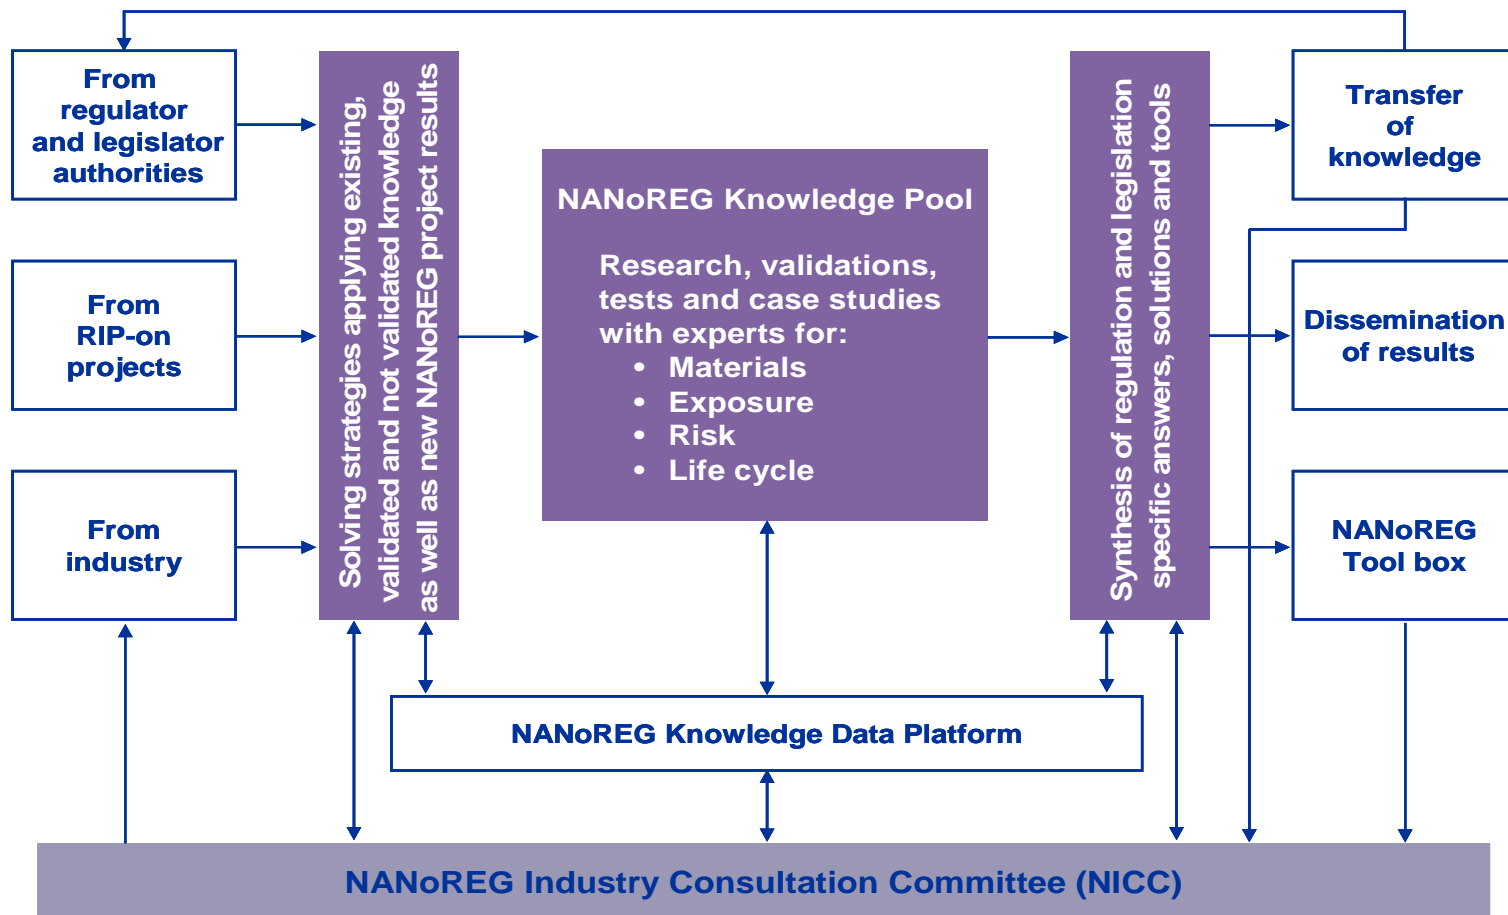 From
regulator
and legislator
authorities
From
RIP-on
projects
From
industry
Solving strategies applying existing,
validated and not validated knowledge
as well as new NANoREG project results
NANoREG Knowledge Pool
Research, validations,
tests and case studies
with experts for:
• Materials
• Exposure
• Risk
• Life cycle
Synthesis of regulation and legislation
specific answers, solutions and tools
Transfer
of
knowledge
Dissemination
of results
NANoREG
Tool box
NANoREG Knowledge Data Platform
NANoREG Industry Consultation Committee (NICC)